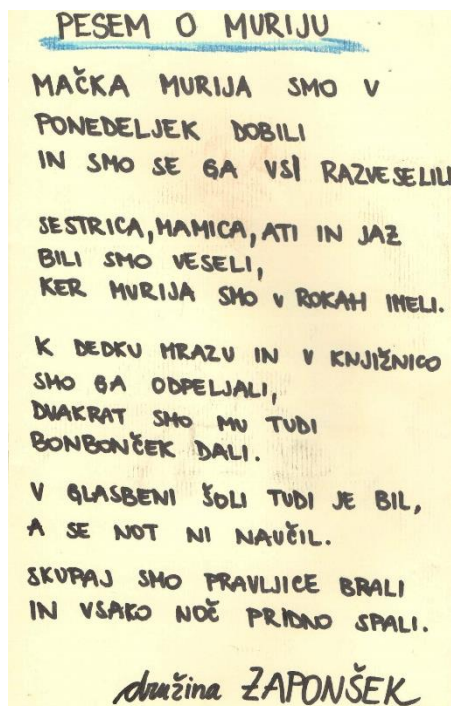 PESEM O MURIJU
MAČKA MURIJA SMO V
PONEDELJEK DOBILI
IN SMO SE GA VSI RAZVESELILI
SESTRICA, MAMICA, ATI IN JAZ
BILI SMO VESELI,
KER MURIJA SMO V ROKAH IMELI.
K DEDKU MRAZU IN V KNJIŽNICO
SMO GA ODPELJALI,
DVAKRAT SMO MU TUDI
BONBONČEK DALI.
V GLASBENI ŠOLI TUDI JE BIL,
A SE NOT NI NAUČIL.
SKUPAJ SMO PRAVLJICE BRALI
IN VSAKO NOČ PRIDNO SPALI.
družina ZAPONŠEK